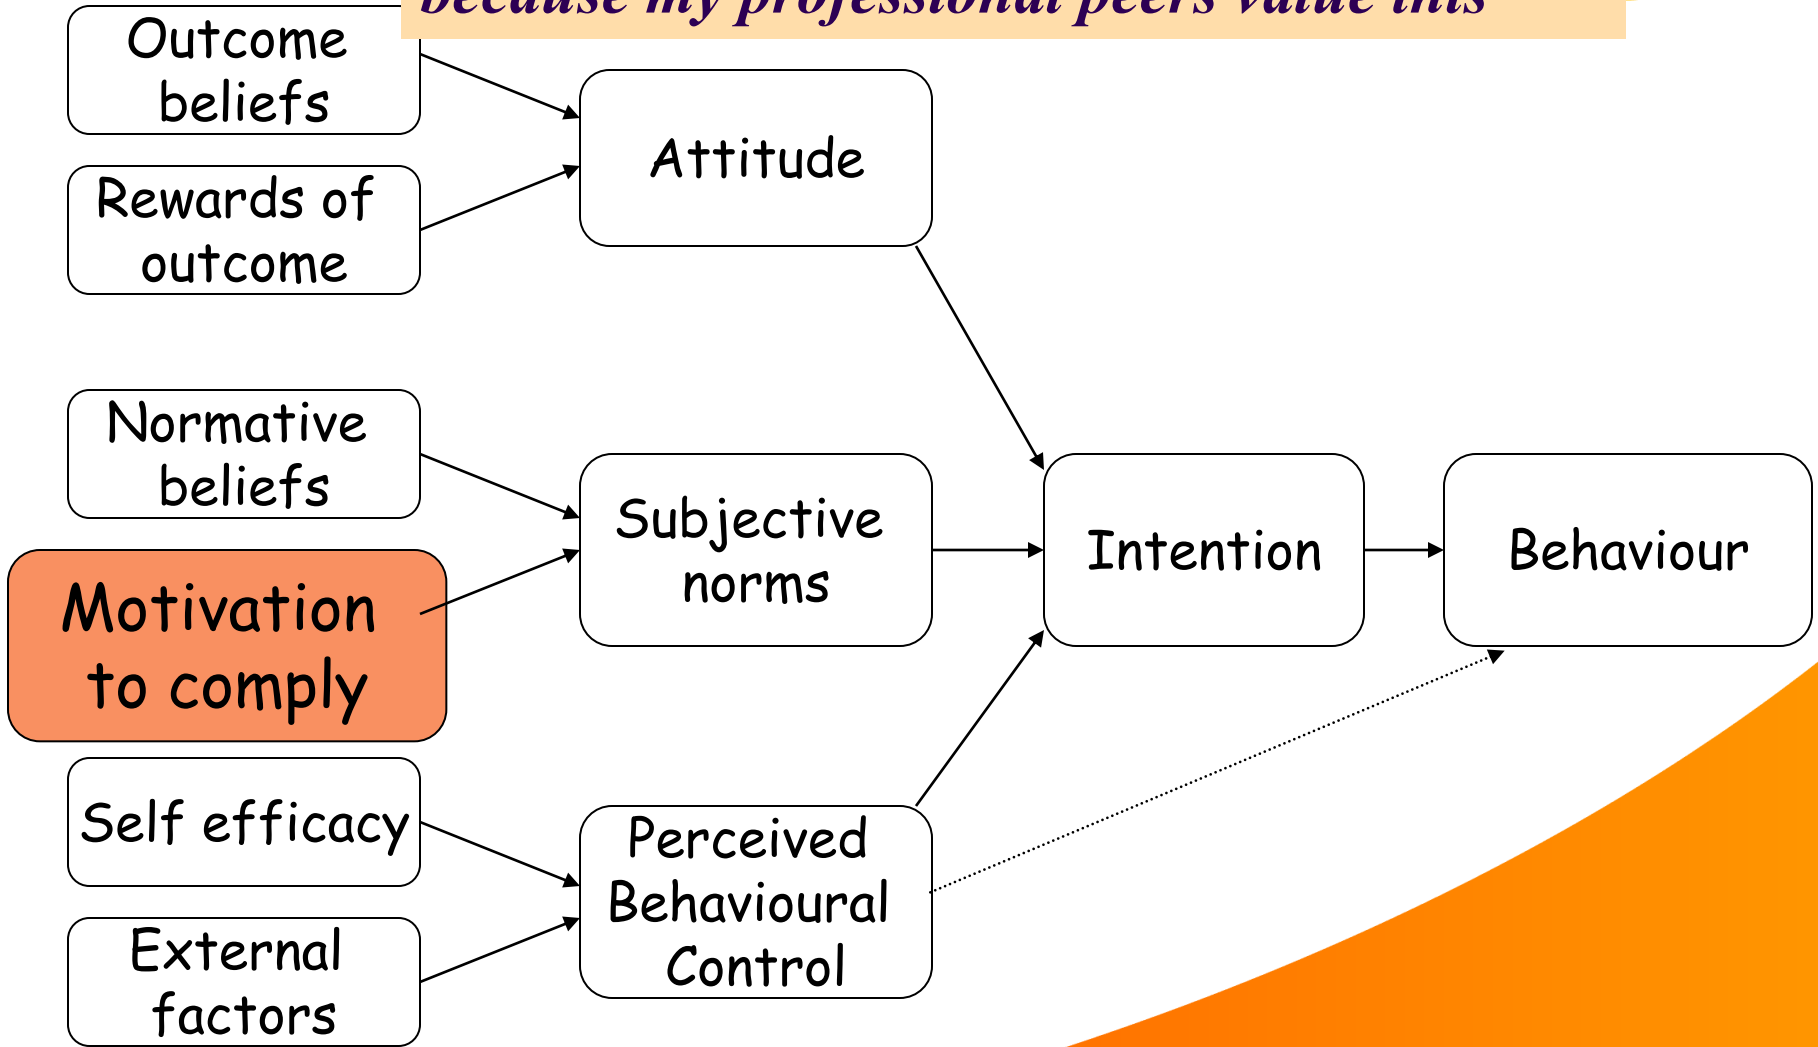 because my professional peers value this
Outcome
beliefs
Attitude
Rewards of
outcome
Normative
beliefs
Subjective
norms
Intention
Behaviour
Motivation
to comply
Self efficacy
Perceived
Behavioural
Control
External
factors